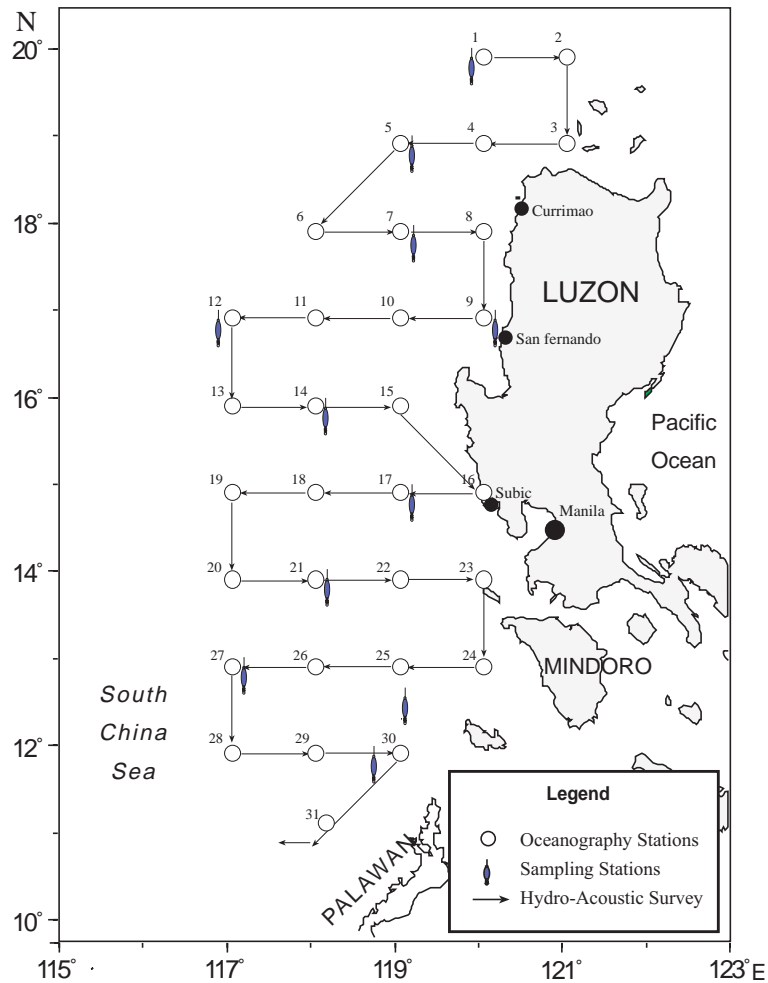 N
20°
1
2
5
4
3
18°
6
7
8
Currimao
LUZON
12
11
10
9
San fernando
16°
13
14
15
Pacific
Ocean
19
18
17
16
Subic
Manila
14°
20
21
22
23
27
26
25
24
MINDORO
South
China
Sea
12°
28
29
30
31
PALAWAN
Legend
Oceanography Stations
Sampling Stations
Hydro-Acoustic Survey
10°
115°
117°
119°
121°
123°E